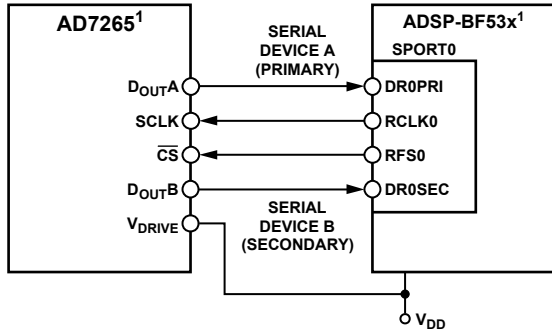 AD7265¹
ADSP-BF53x¹
SERIAL
DEVICE A
(PRIMARY)
SPORT0
DOUTA
DR0PRI
SCLK
RCLK0
CS
RFS0
DOUTB
DR0SEC
VDRIVE
SERIAL
DEVICE B
(SECONDARY)
VDD